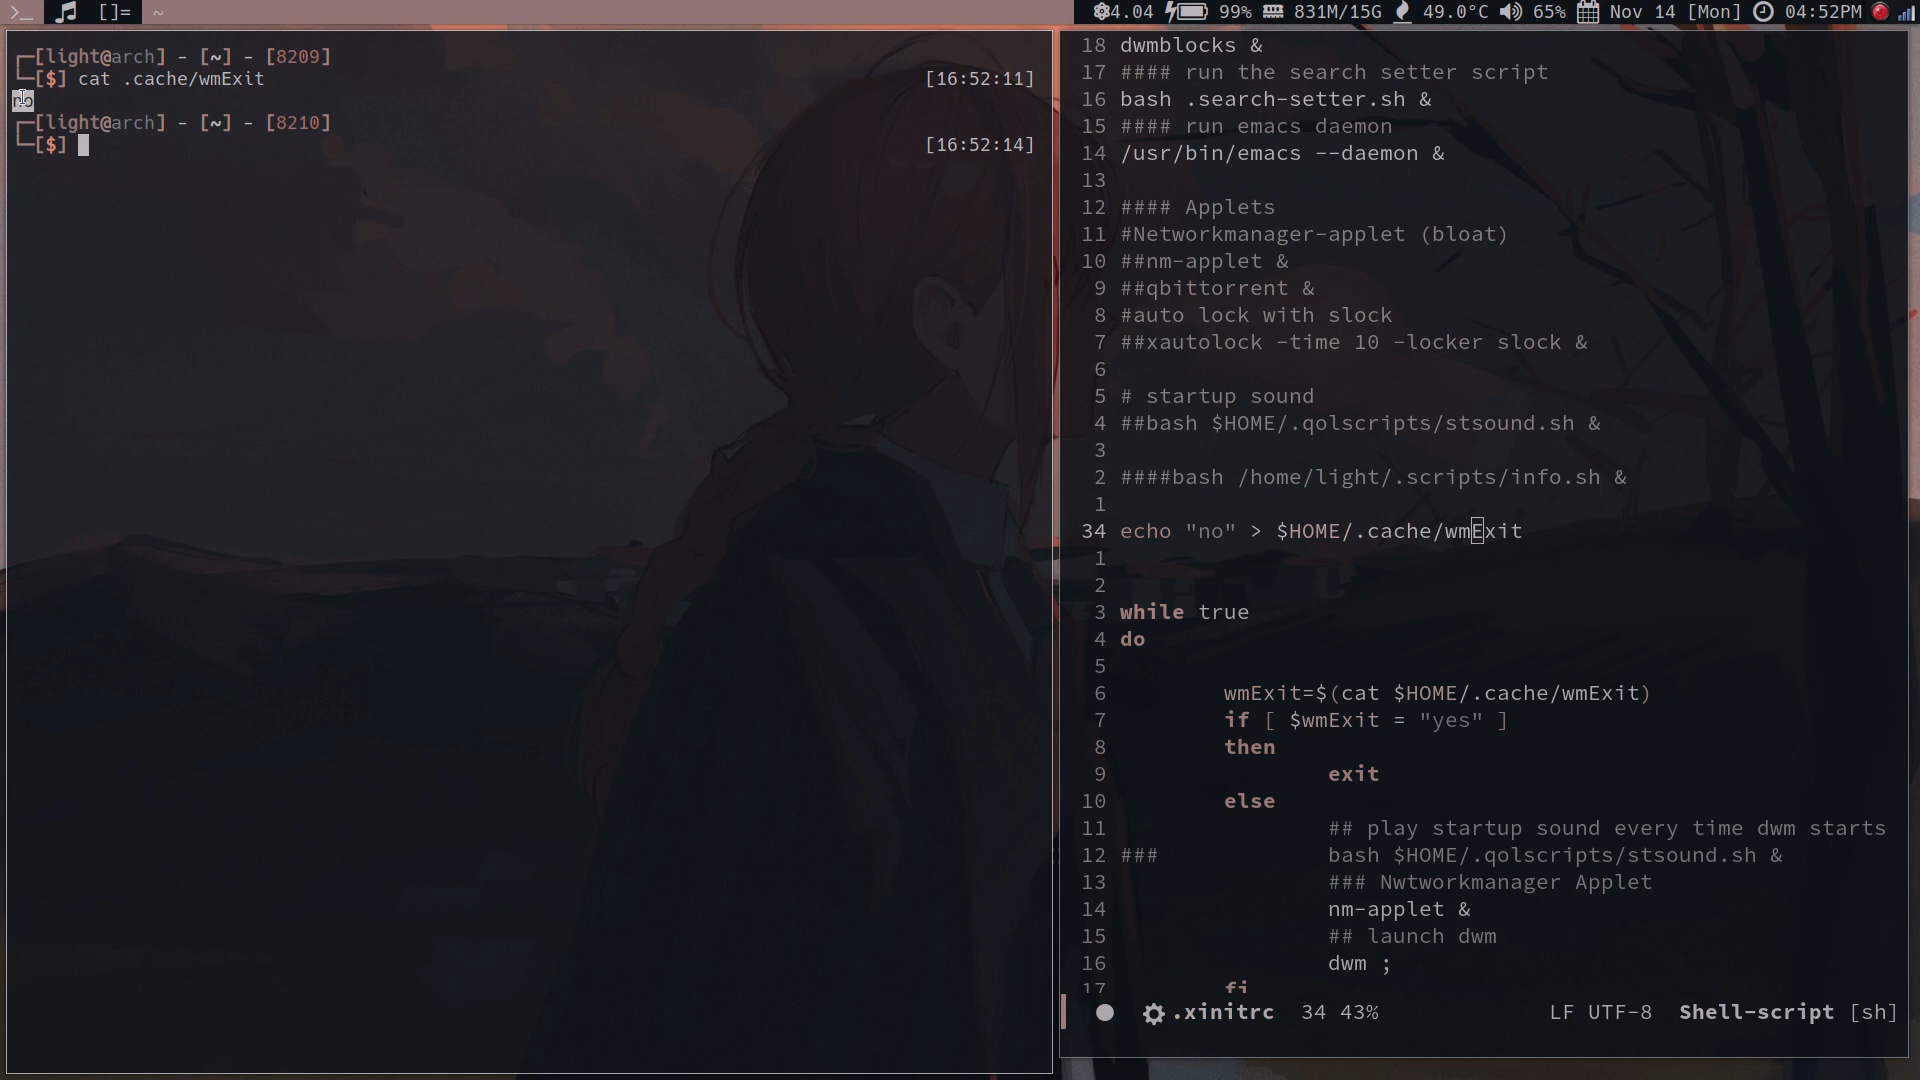 >_ []= ~ 4.04 99% 831M/15G 49.0°C 65% Nov 14 [Mon] 04:52PM
┌─[light@arch] - [~] - [8209]
└─[$] cat .cache/wmExit [16:52:11]
no
┌─[light@arch] - [~] - [8210]
└─[$] [16:52:14]
18 dwmblocks &
17 #### run the search setter script
16 bash .search-setter.sh &
15 #### run emacs daemon
14 /usr/bin/emacs --daemon &
13
12 #### Applets
11 #Networkmanager-applet (bloat)
10 ##nm-applet &
9 ##qbittorrent &
8 #auto lock with slock
7 ##xautolock -time 10 -locker slock &
6
5 # startup sound
4 ##bash $HOME/.qolscripts/stsound.sh &
3
2 ####bash /home/light/.scripts/info.sh &
1
34 echo "no" > $HOME/.cache/wmExit
1
2
3 while true
4 do
5
6 wmExit=$(cat $HOME/.cache/wmExit)
7 if [ $wmExit = "yes" ]
8 then
9 exit
10 else
11 ## play startup sound every time dwm starts
12 ### bash $HOME/.qolscripts/stsound.sh &
13 ### Nwtworkmanager Applet
14 nm-applet &
15 ## launch dwm
16 dwm ;
17 fi
.xinitrc 34 43% LF UTF-8 Shell-script [sh]